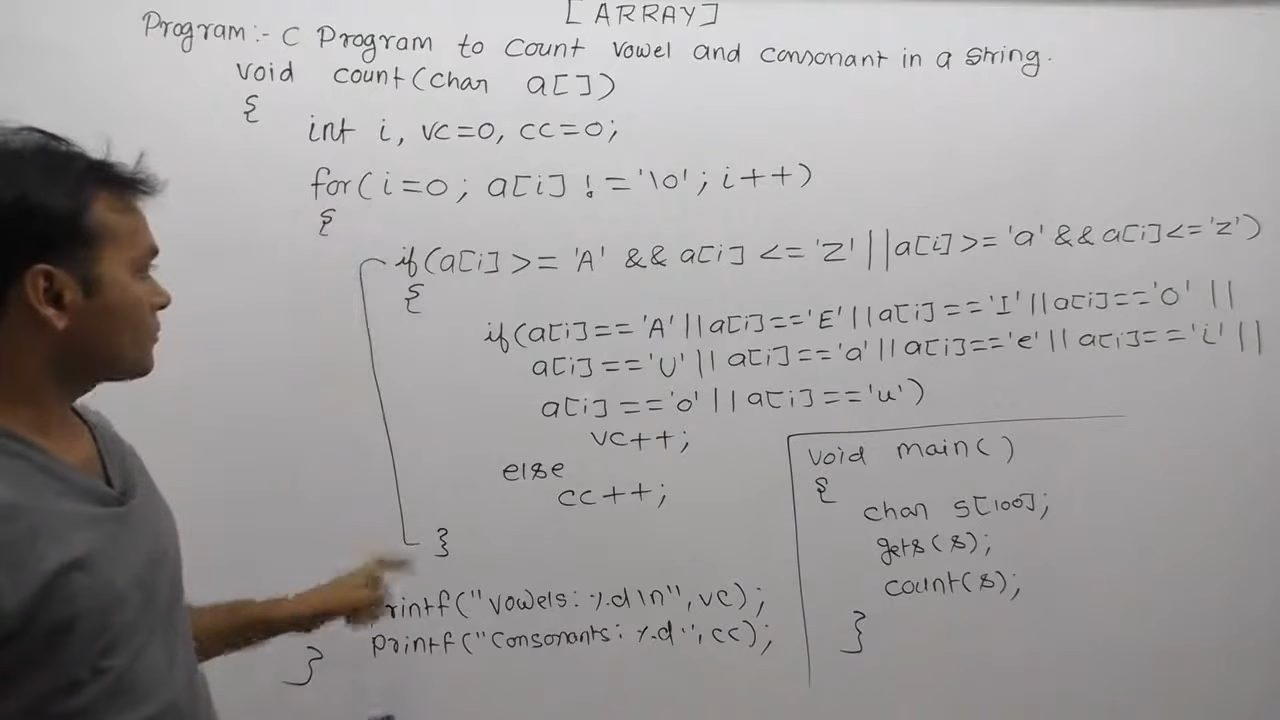 [ARRAY]
Program:- C Program to count vowel and consonant in a string.
void count(char a[])
{
int i, vc=0, cc=0;
for(i=0; a[i] !='\0'; i++)
{
if(a[i] >= 'A' && a[i] <= 'Z' || a[i] >= 'a' && a[i] <= 'z')
{
if(a[i]=='A' || a[i]=='E' || a[i]=='I' || a[i]=='O' ||
a[i]=='U' || a[i]=='a' || a[i]=='e' || a[i]=='i' ||
a[i]=='o' || a[i]=='u')
vc++;
else
cc++;
}
rintf("Vowels: %d\n", vc);
printf("Consonants: %d", cc);
}
void main()
{
char s[100];
gets(s);
count(s);
}